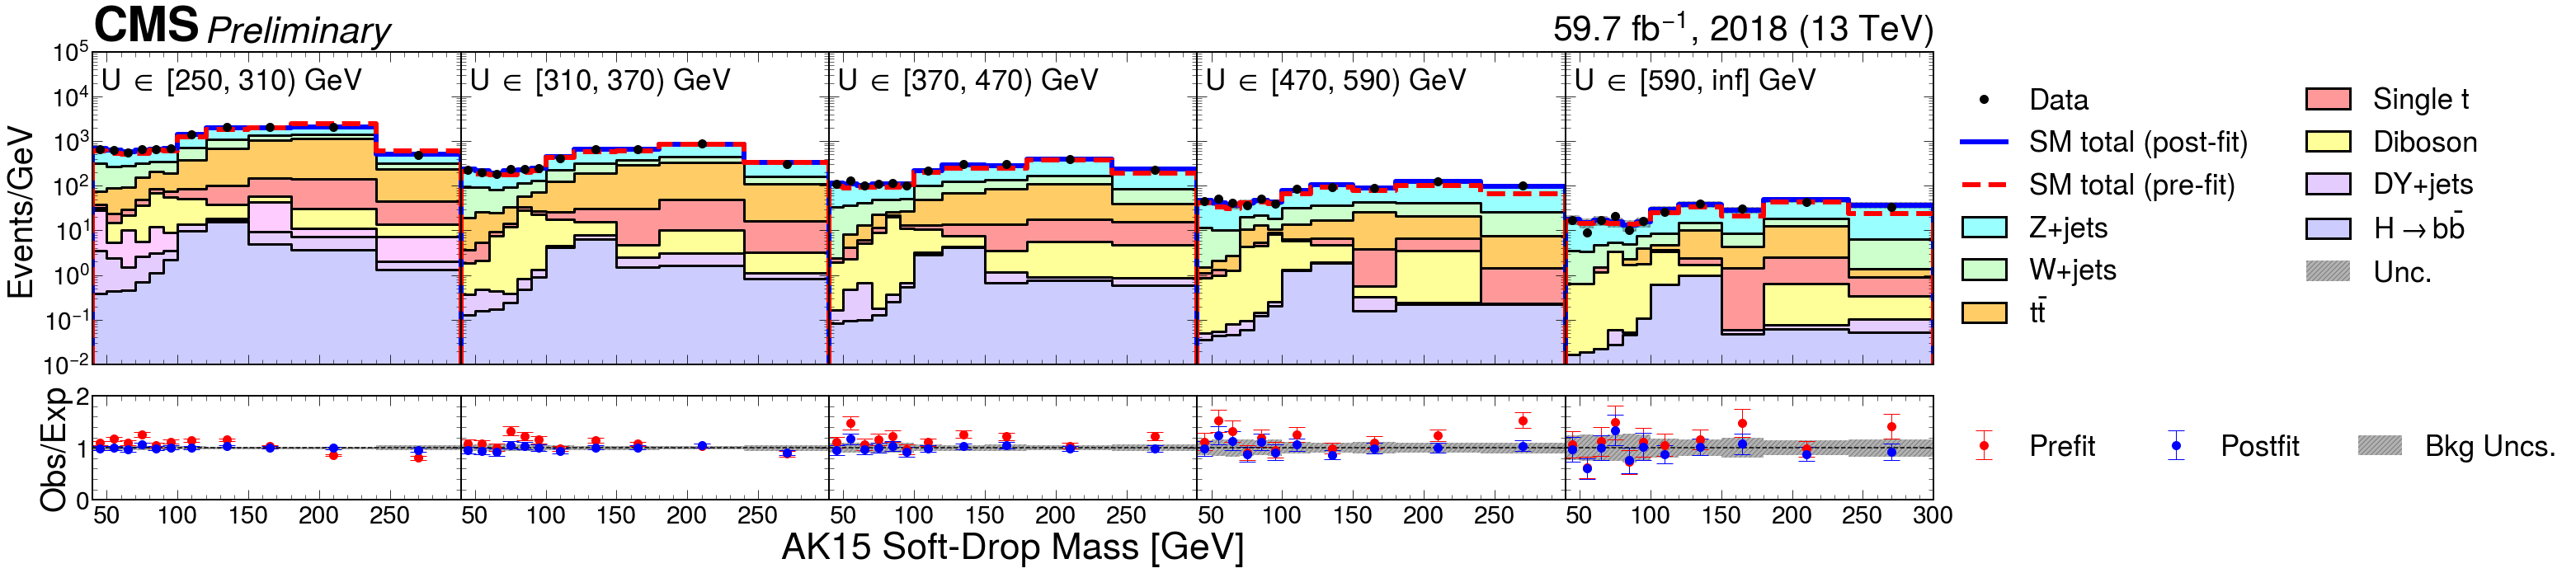 CMS Preliminary 59.7 fb⁻¹, 2018 (13 TeV)
U ∈ [250, 310) GeV U ∈ [310, 370) GeV U ∈ [370, 470) GeV U ∈ [470, 590) GeV U ∈ [590, inf] GeV
Events/GeV
10⁵
10⁴
10³
10²
10¹
10⁰
10⁻¹
10⁻²
Data
SM total (post-fit)
SM total (pre-fit)
Z+jets
W+jets
tt̄
Single t
Diboson
DY+jets
H→bb̄
Unc.
Obs/Exp
2
1
0
Prefit Postfit Bkg Uncs.
50 100 150 200 250 50 100 150 200 250 50 100 150 200 250 50 100 150 200 250 50 100 150 200 250 300
AK15 Soft-Drop Mass [GeV]